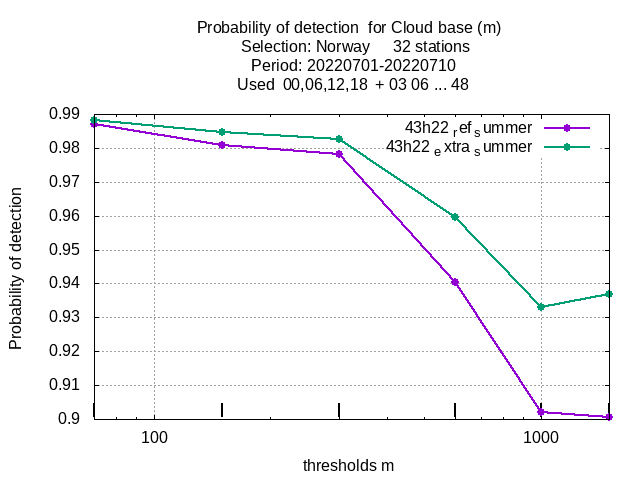 Probability of detection  for Cloud base (m)
Selection: Norway     32 stations
Period: 20220701-20220710
Used  00,06,12,18  + 03 06 ... 48
43h22 ref summer
43h22 extra summer
0.99
0.98
0.97
0.96
0.95
0.94
0.93
0.92
0.91
0.9
Probability of detection
100 1000
thresholds m